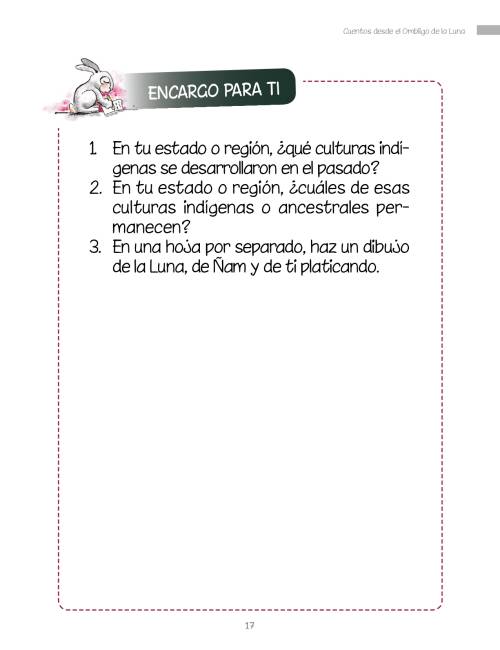 Cuentos desde el Ombligo de la Luna
ENCARGO PARA TI
1. En tu estado o región, ¿qué culturas indí-
genas se desarrollaron en el pasado?
2. En tu estado o región, ¿cuáles de esas
culturas indígenas o ancestrales per-
manecen?
3. En una hoja por separado, haz un dibujo
de la Luna, de Ñam y de ti platicando.
17